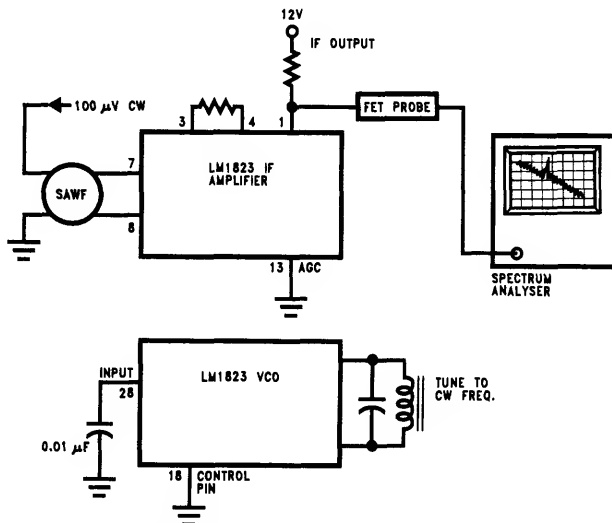 12V
IF OUTPUT
100 μV CW
3
4
1
FET PROBE
7
LM1823 IF
AMPLIFIER
SAWF
8
13
AGC
SPECTRUM
ANALYSER
INPUT
28
LM1823 VCO
TUNE TO
CW FREQ.
0.01 μF
18
CONTROL
PIN